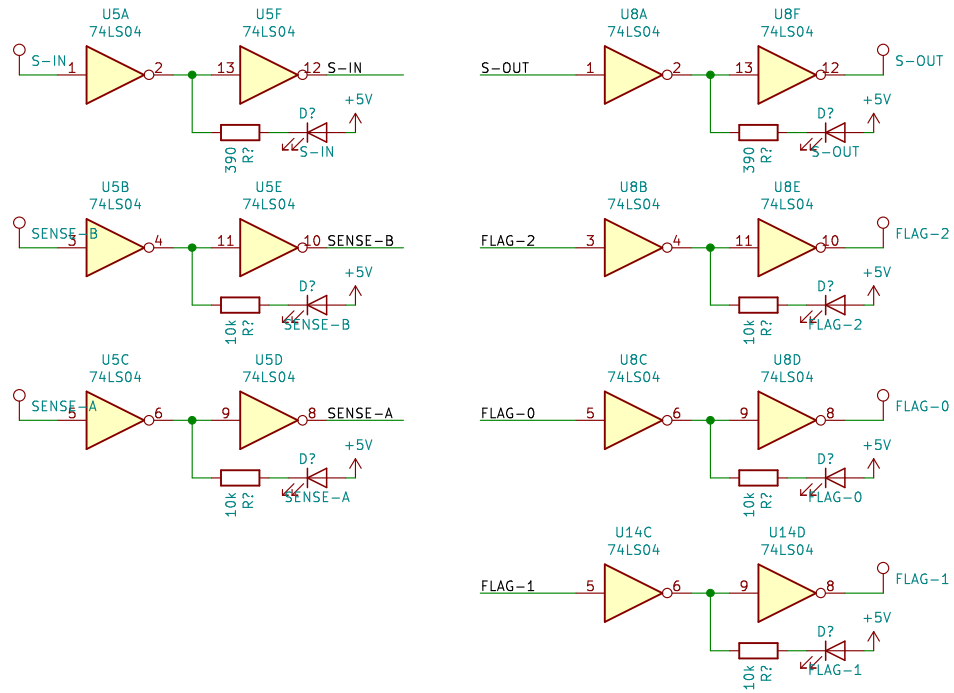 U5A
74LS04
S-IN
1
2
U5F
74LS04
13
12
S-IN
390
R?
D?
S-IN
+5V
U8A
74LS04
S-OUT
1
2
U8F
74LS04
13
12
S-OUT
390
R?
D?
S-OUT
+5V
U5B
74LS04
SENSE-B
3
4
U5E
74LS04
11
10
SENSE-B
10k
R?
D?
SENSE-B
+5V
U8B
74LS04
FLAG-2
3
4
U8E
74LS04
11
10
FLAG-2
10k
R?
D?
FLAG-2
+5V
U5C
74LS04
SENSE-A
5
6
U5D
74LS04
9
8
SENSE-A
10k
R?
D?
SENSE-A
+5V
U8C
74LS04
FLAG-0
5
6
U8D
74LS04
9
8
FLAG-0
10k
R?
D?
FLAG-0
+5V
U14C
74LS04
FLAG-1
5
6
U14D
74LS04
9
8
FLAG-1
10k
R?
D?
FLAG-1
+5V